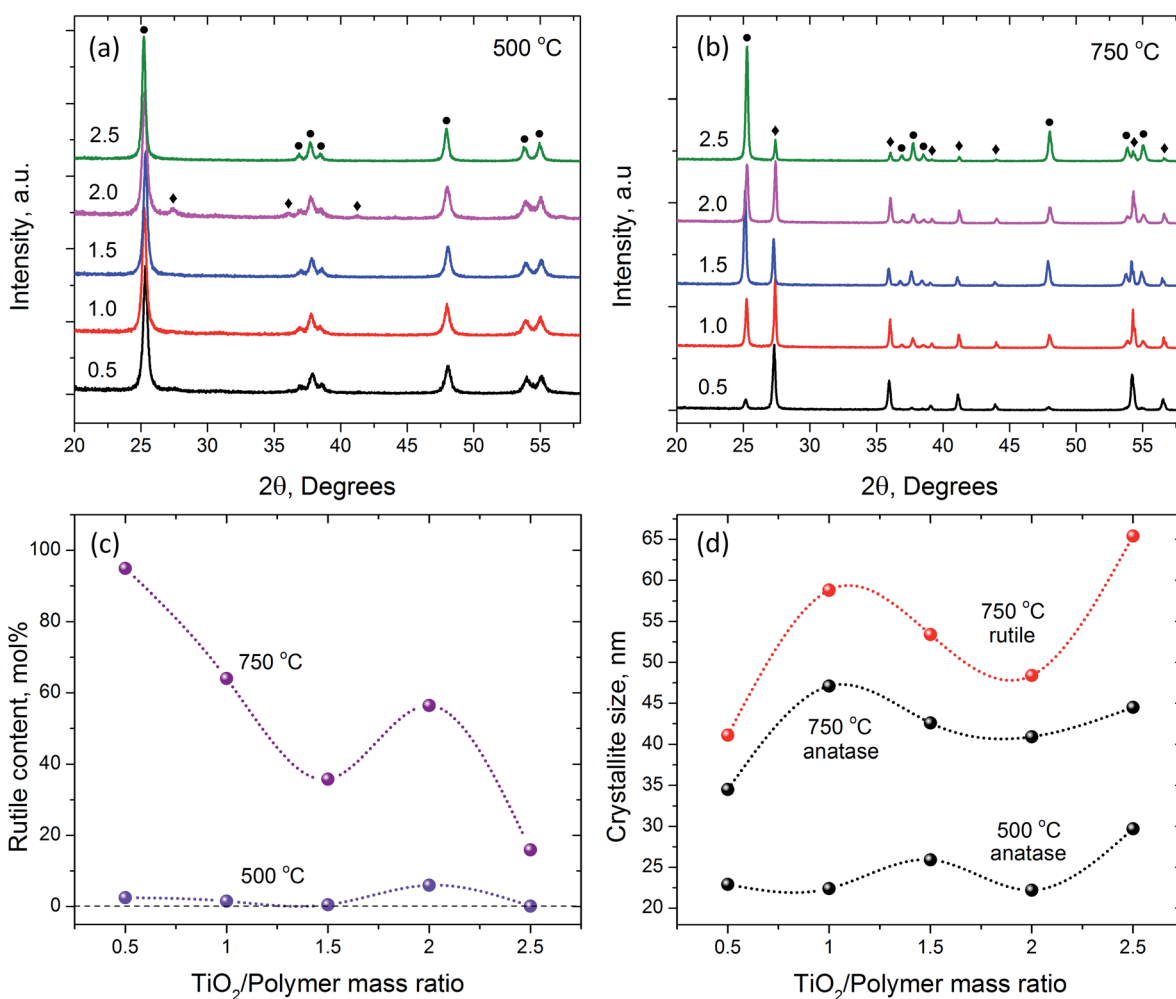 (a)
500 °C
2.5
2.0
1.5
1.0
0.5
Intensity, a.u.
20 25 30 35 40 45 50 55
2θ, Degrees
(b)
750 °C
2.5
2.0
1.5
1.0
0.5
Intensity, a.u
20 25 30 35 40 45 50 55
2θ, Degrees
(c)
750 °C
500 °C
100
80
60
40
20
0
Rutile content, mol%
0.5 1 1.5 2 2.5
TiO₂/Polymer mass ratio
(d)
750 °C
rutile
750 °C
anatase
500 °C
anatase
65
60
55
50
45
40
35
30
25
20
Crystallite size, nm
0.5 1 1.5 2 2.5
TiO₂/Polymer mass ratio